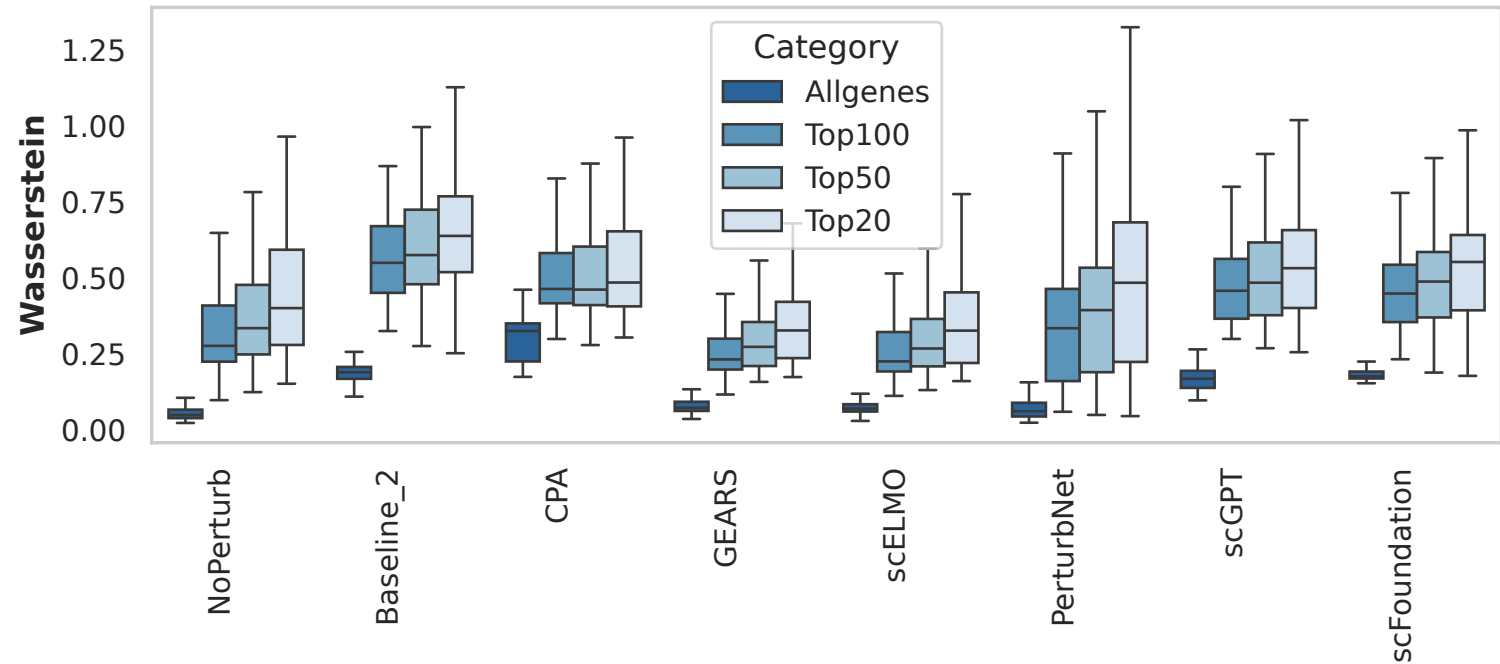 Wasserstein
1.25
1.00
0.75
0.50
0.25
0.00
Category
Allgenes
Top100
Top50
Top20
NoPerturb
Baseline_2
CPA
GEARS
scELMO
PerturbNet
scGPT
scFoundation